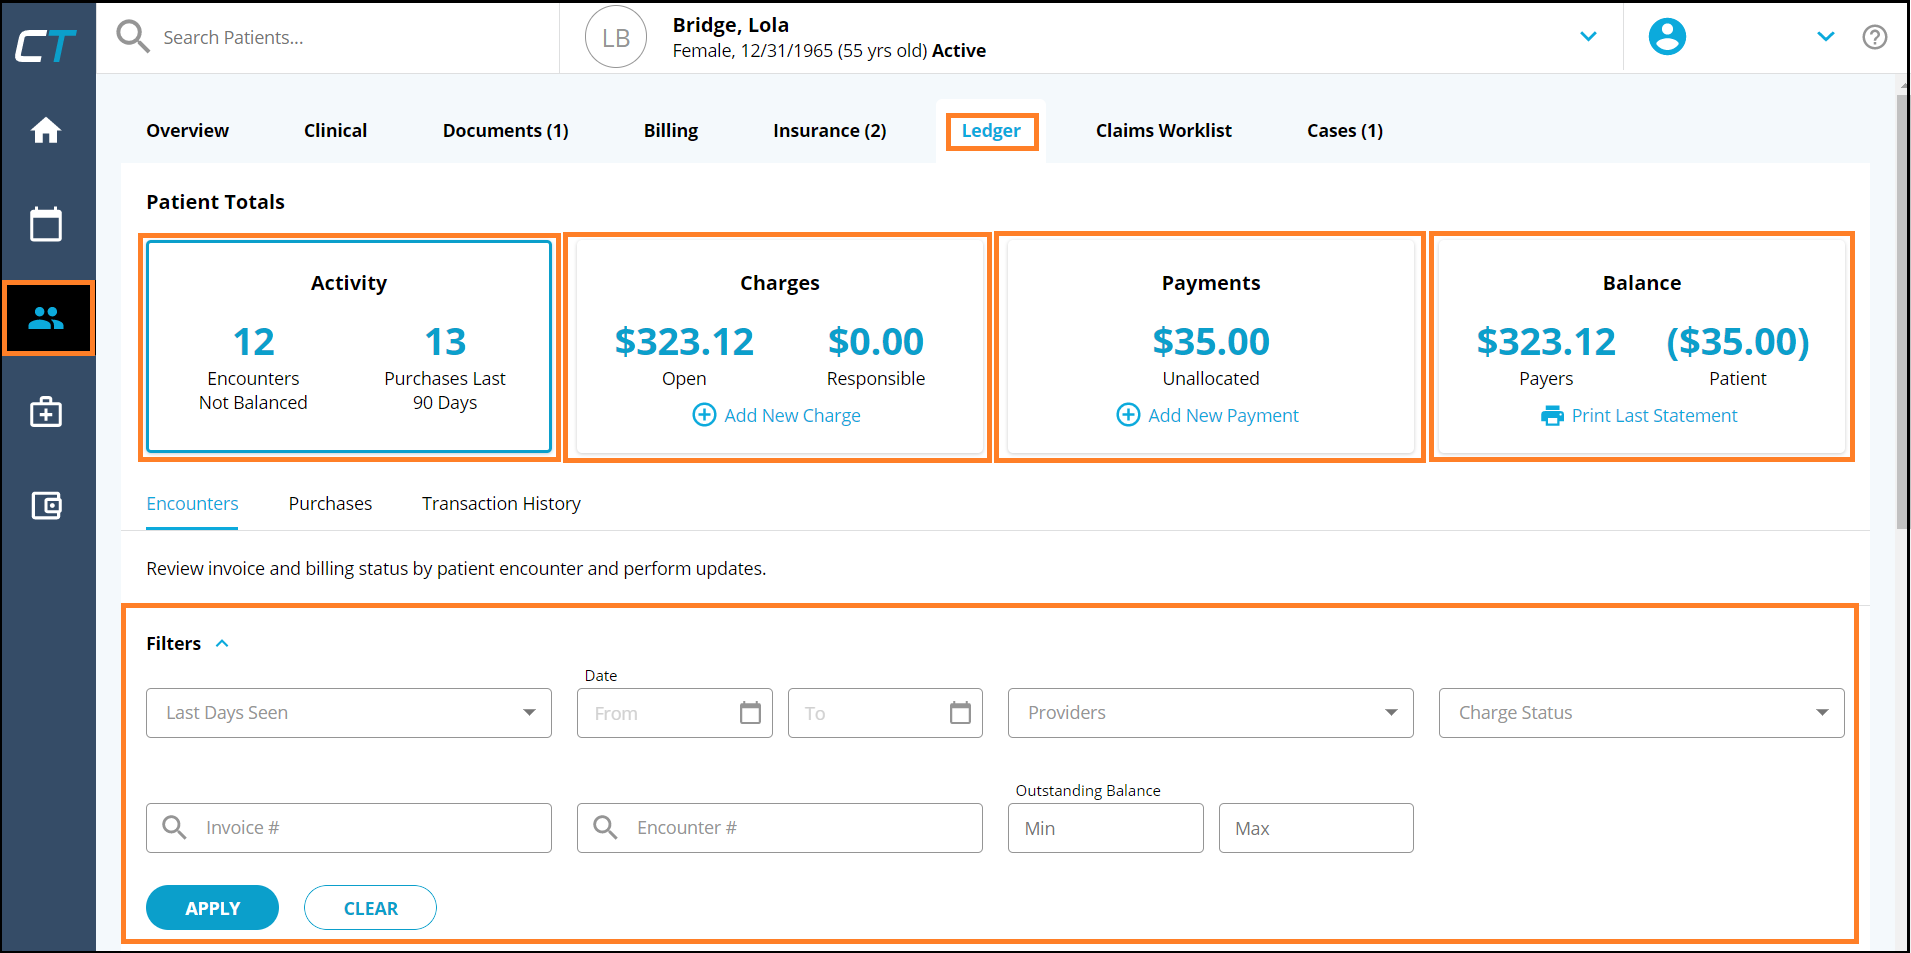 CT
Search Patients...
LB
Bridge, Lola
Female, 12/31/1965 (55 yrs old) Active
Overview
Clinical
Documents (1)
Billing
Insurance (2)
Ledger
Claims Worklist
Cases (1)
Patient Totals
Activity
12
Encounters
Not Balanced
13
Purchases Last
90 Days
Charges
$323.12
Open
$0.00
Responsible
Add New Charge
Payments
$35.00
Unallocated
Add New Payment
Balance
$323.12
Payers
($35.00)
Patient
Print Last Statement
Encounters
Purchases
Transaction History
Review invoice and billing status by patient encounter and perform updates.
Filters
Last Days Seen
Date
From
To
Providers
Charge Status
Invoice #
Encounter #
Outstanding Balance
Min
Max
APPLY
CLEAR